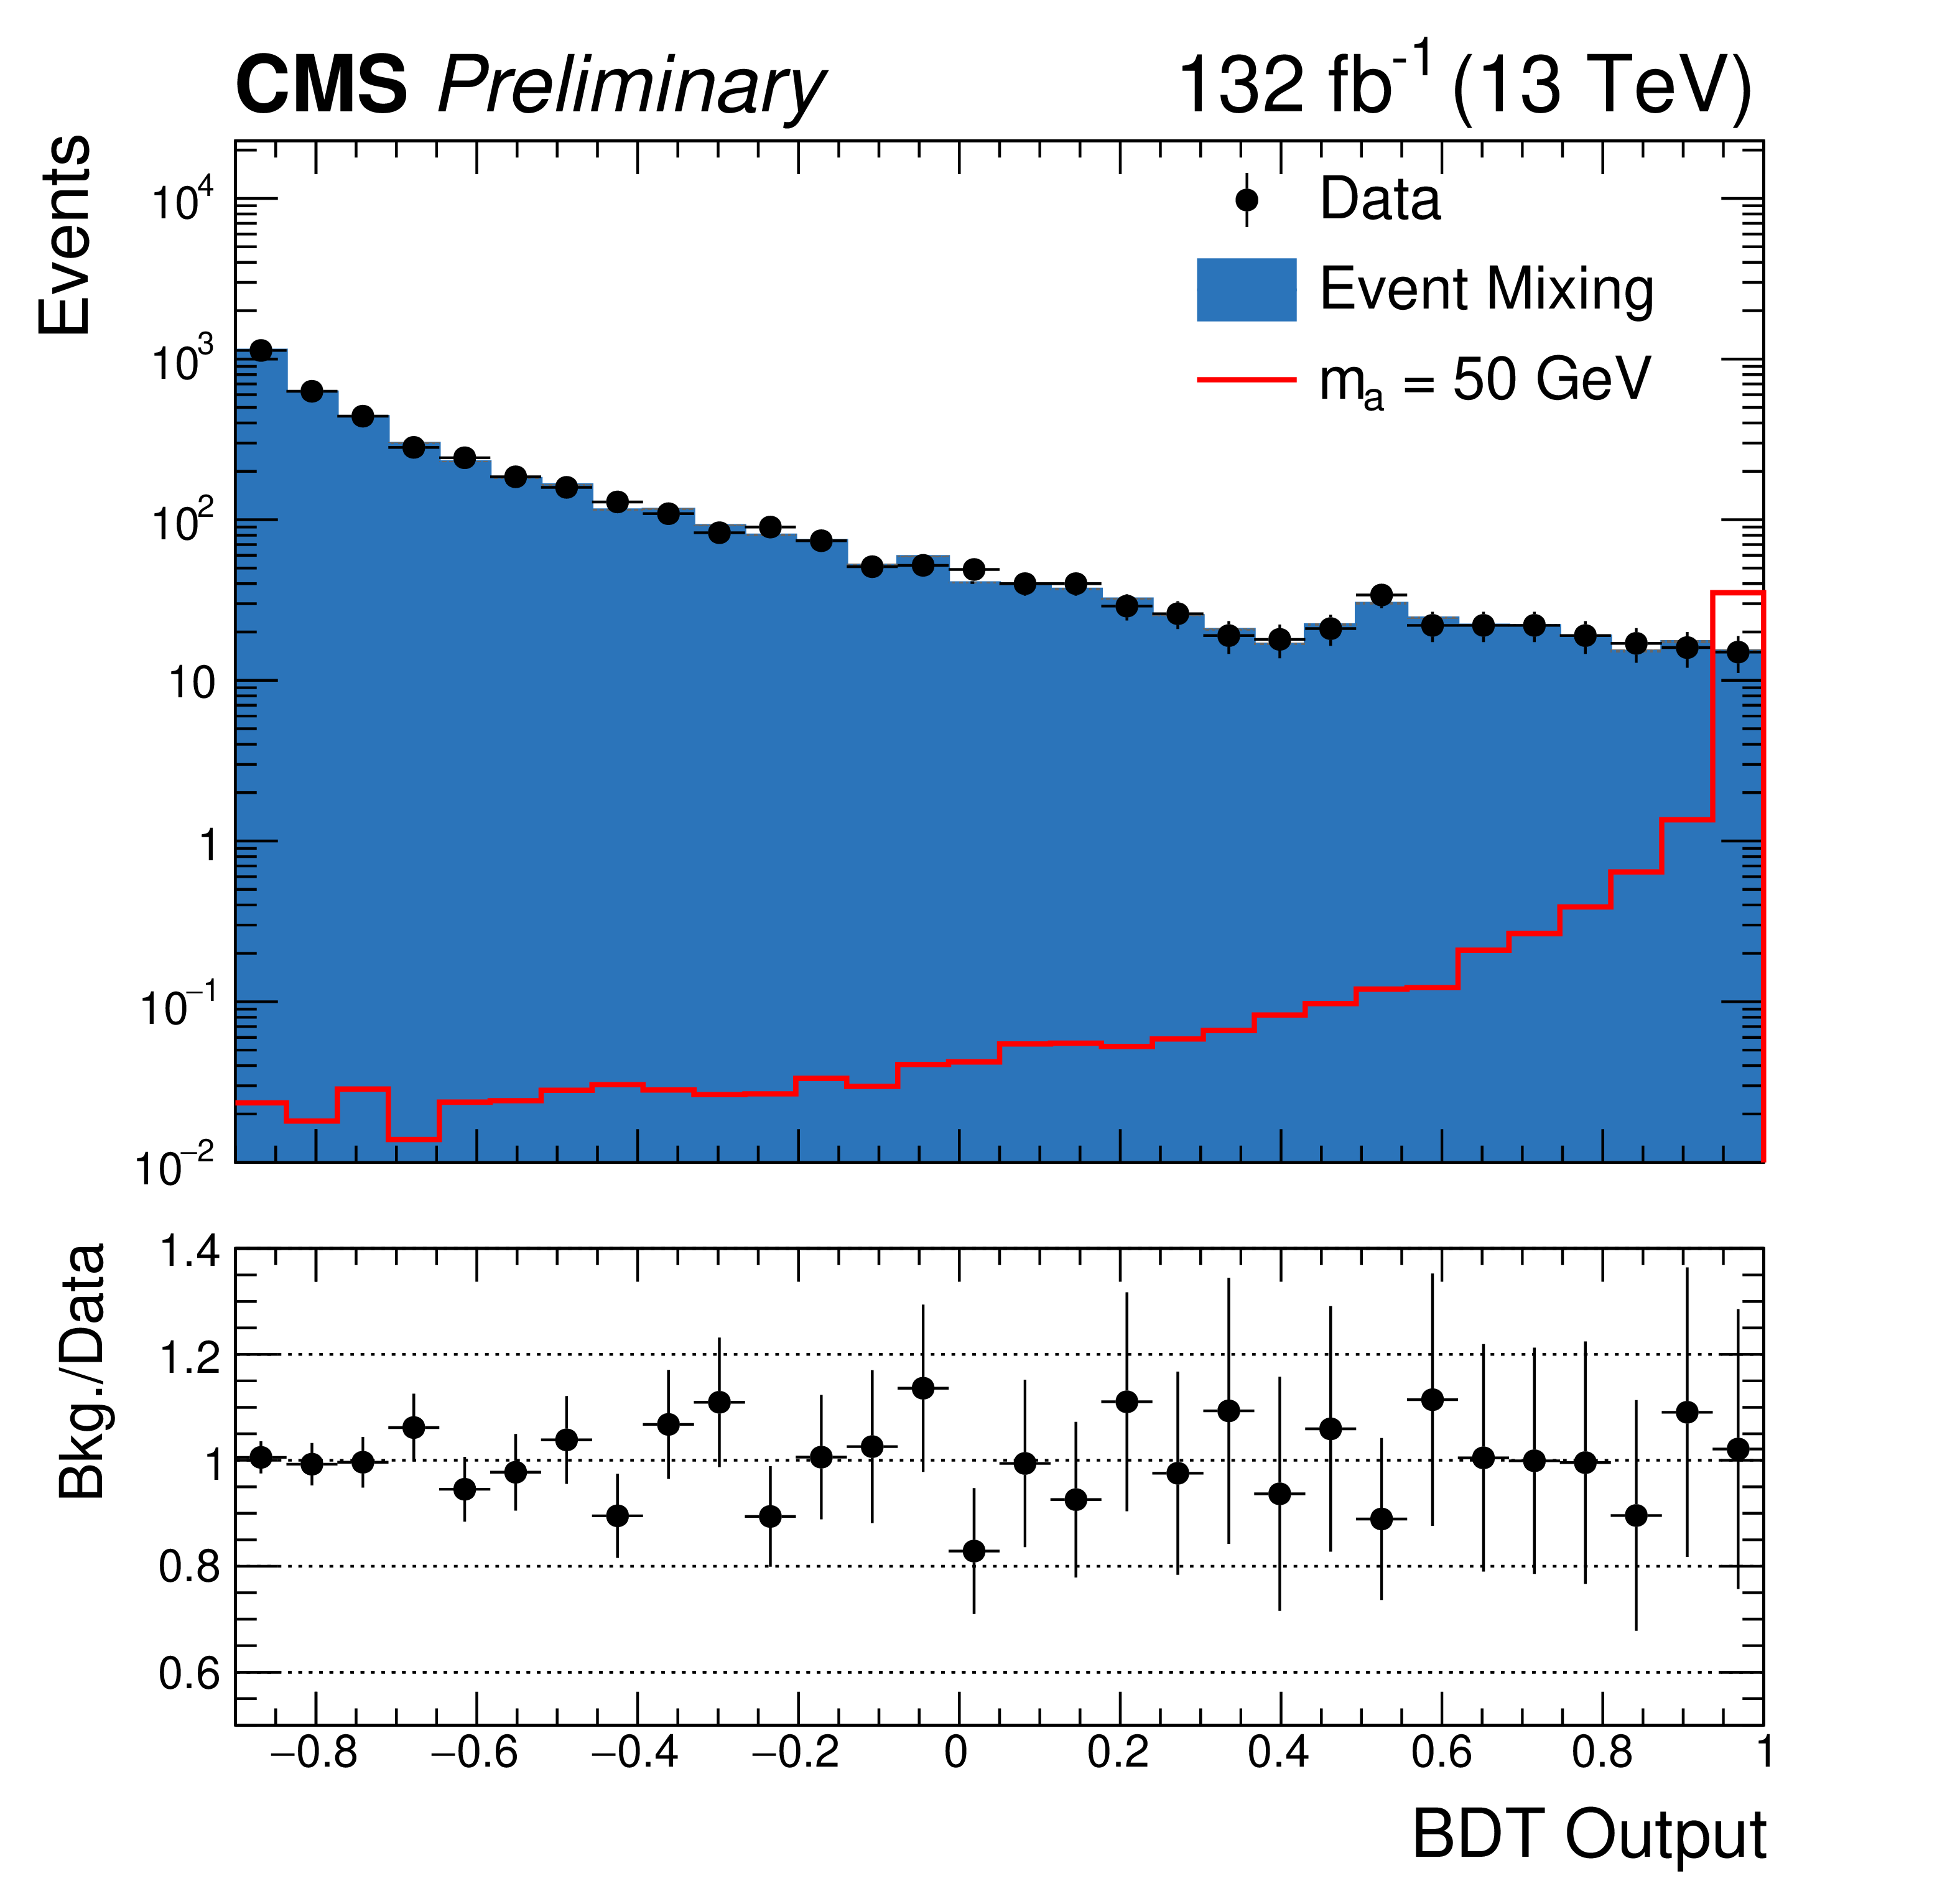 CMS Preliminary 132 fb⁻¹ (13 TeV)
Events
10⁴
10³
10²
10
1
10⁻¹
10⁻²
Data
Event Mixing
mₐ = 50 GeV
Bkg./Data
1.4
1.2
1
0.8
0.6
−0.8 −0.6 −0.4 −0.2 0 0.2 0.4 0.6 0.8 1
BDT Output